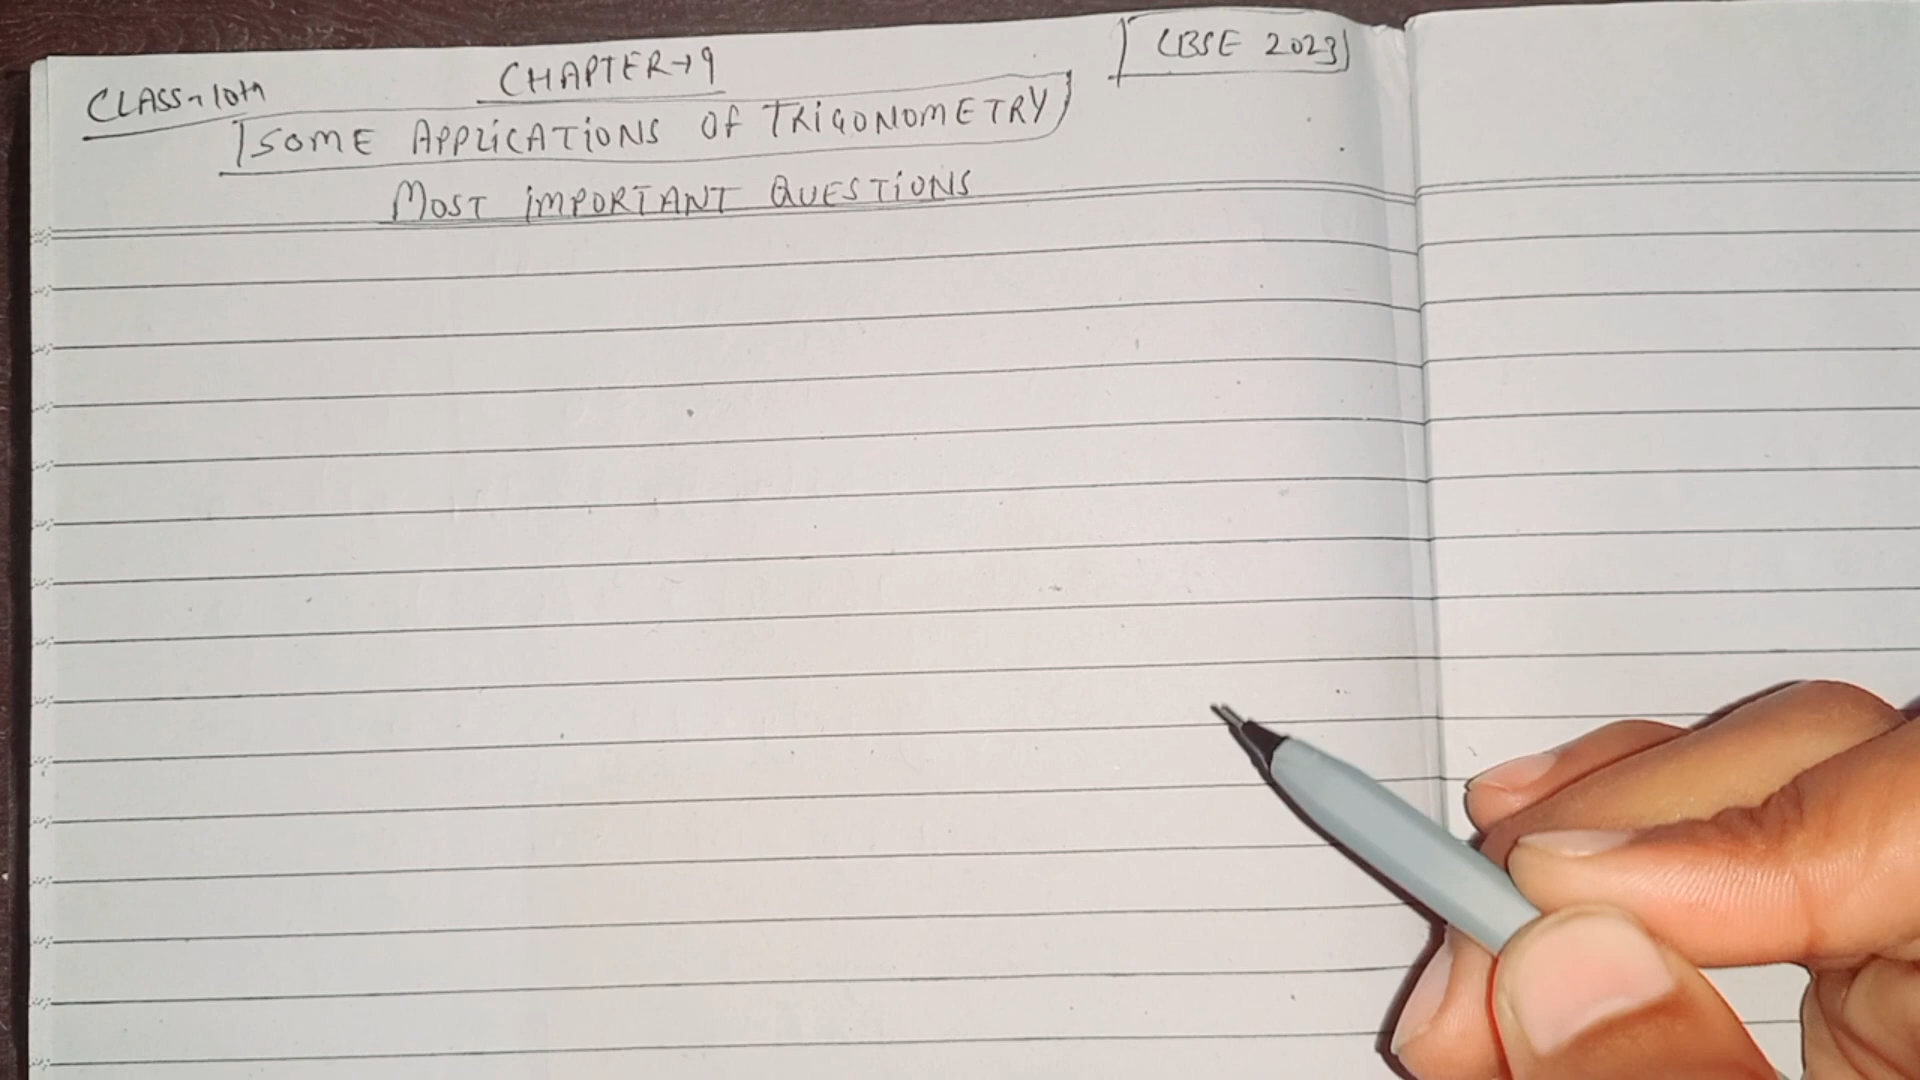 CLASS→10th
CHAPTER→9
CBSE 2023
SOME APPLiCATiONS Of TRiGONOMETRY
MOST iMPORTANT QUESTiONS